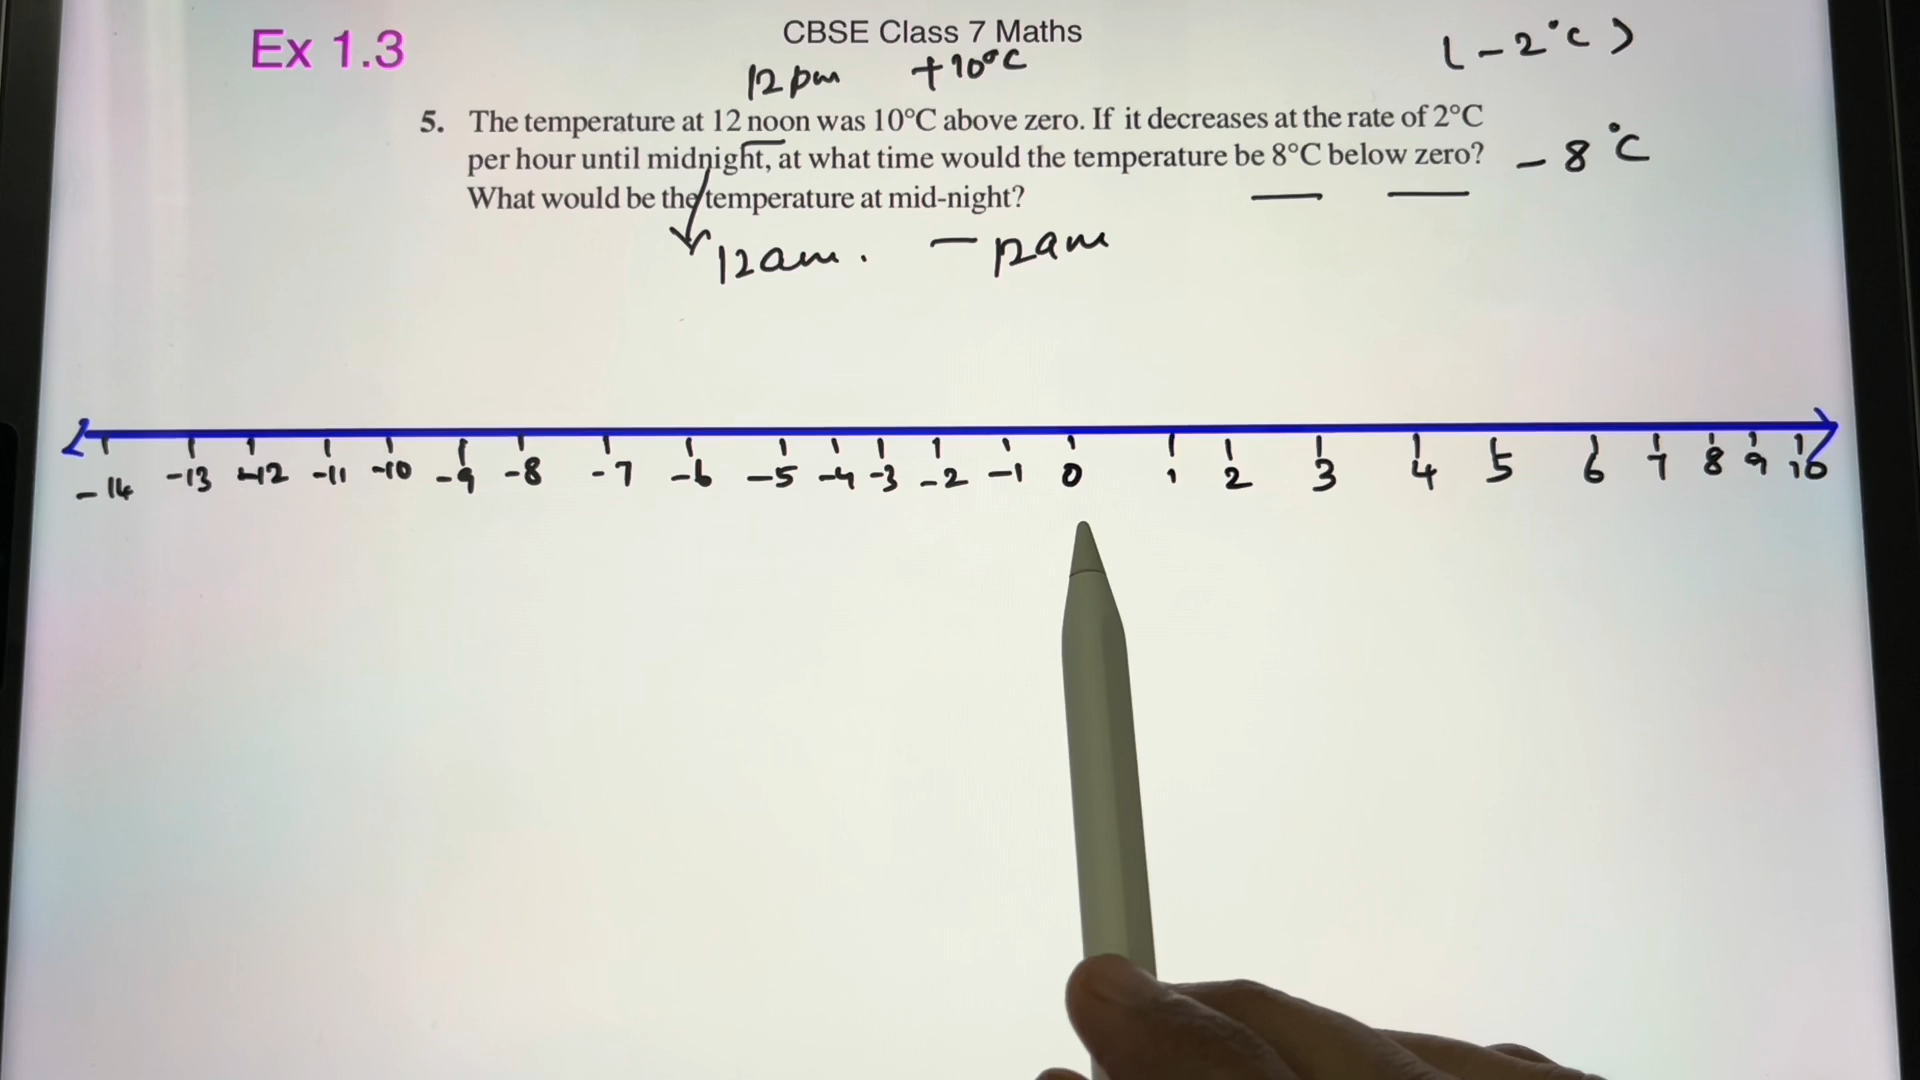 CBSE Class 7 Maths
Ex 1.3
(-2°C)
12pm +10°C
5. The temperature at 12 noon was 10°C above zero. If it decreases at the rate of 2°C
per hour until midnight, at what time would the temperature be 8°C below zero? -8°C
What would be the temperature at mid-night?
12am. - 12am
-14 -13 -12 -11 -10 -9 -8 -7 -6 -5 -4 -3 -2 -1 0 1 2 3 4 5 6 7 8 9 10